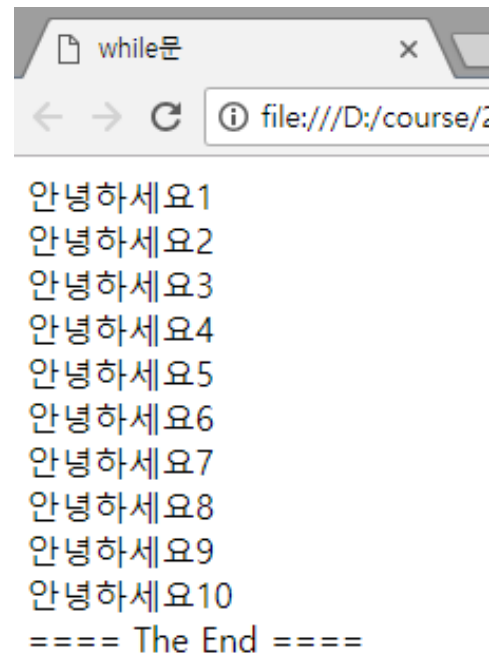 while문
file:///D:/course/2
안녕하세요1
안녕하세요2
안녕하세요3
안녕하세요4
안녕하세요5
안녕하세요6
안녕하세요7
안녕하세요8
안녕하세요9
안녕하세요10
==== The End ====